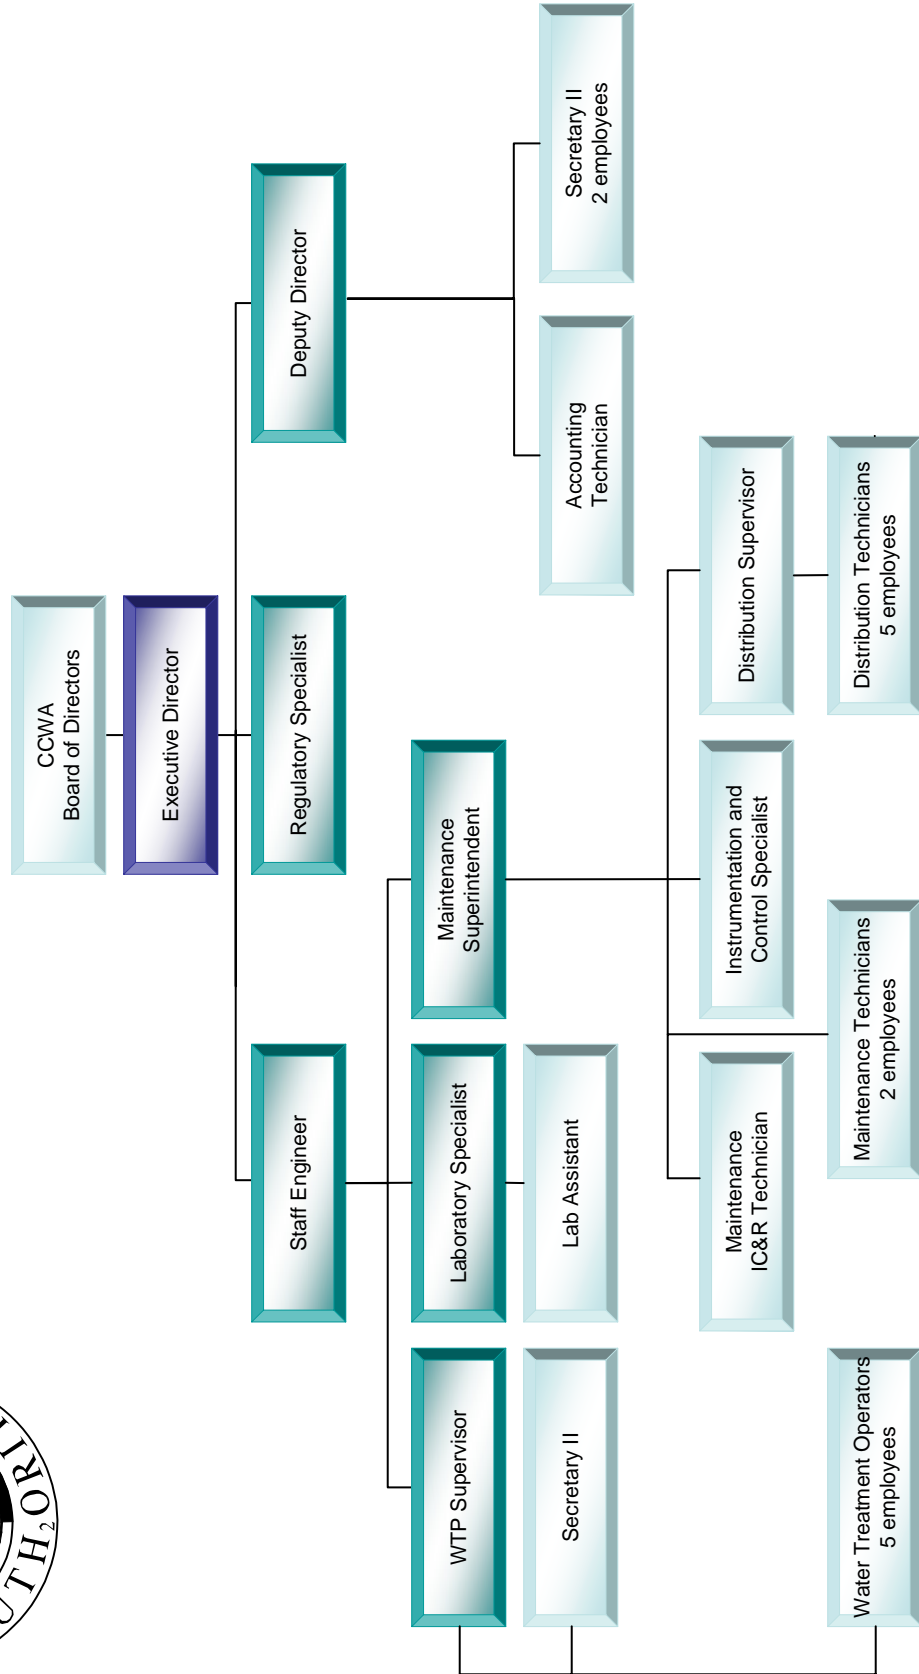 CCWA
Board of Directors
Executive Director
Staff Engineer
Regulatory Specialist
Deputy Director
WTP Supervisor
Laboratory Specialist
Maintenance
Superintendent
Secretary II
Lab Assistant
Accounting
Technician
Secretary II
2 employees
Maintenance
IC&R Technician
Instrumentation and
Control Specialist
Distribution Supervisor
Water Treatment Operators
5 employees
Maintenance Technicians
2 employees
Distribution Technicians
5 employees
UTH₂ORI